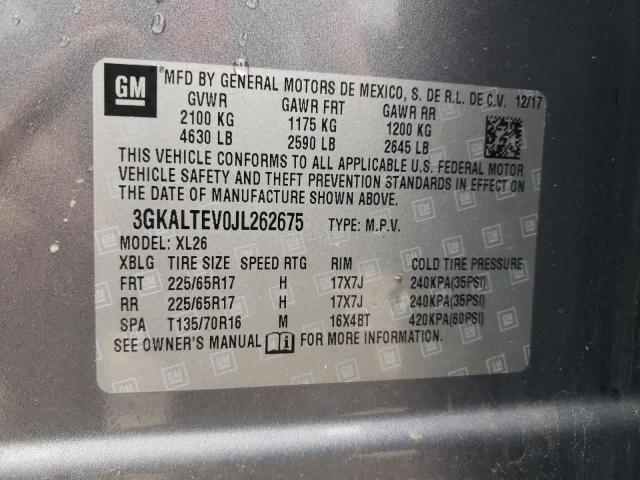 GM
*MFD BY GENERAL MOTORS DE MEXICO, S. DE R.L. DE C.V. 12/17
GVWR GAWR FRT GAWR RR
2100 KG 1175 KG 1200 KG
4630 LB 2590 LB 2645 LB
THIS VEHICLE CONFORMS TO ALL APPLICABLE U.S. FEDERAL MOTOR
VEHICLE SAFETY AND THEFT PREVENTION STANDARDS IN EFFECT ON
THE DATE OF MANUFACTURE SHOWN ABOVE.
3GKALTEV0JL262675 TYPE: M.P.V.
MODEL: XL26
XBLG TIRE SIZE SPEED RTG RIM COLD TIRE PRESSURE
FRT 225/65R17 H 17X7J 240KPA(35PSI)
RR 225/65R17 H 17X7J 240KPA(35PSI)
SPA T135/70R16 M 16X4BT 420KPA(60PSI)
SEE OWNER'S MANUAL FOR MORE INFORMATION.